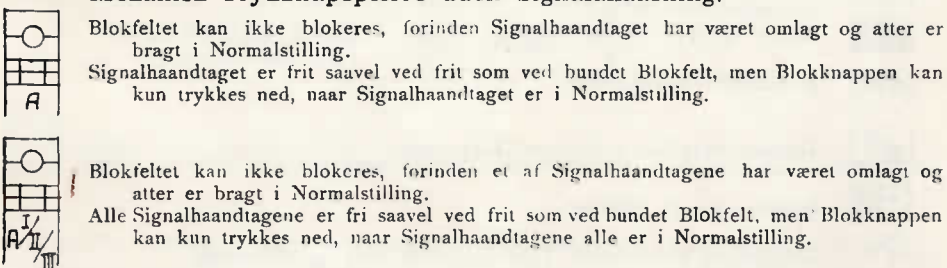 Blokfeltet kan ikke blokeres, forinden Signalhaandtaget har været omlagt og atter er
bragt i Normalstilling.
Signalhaandtaget er frit saavel ved frit som ved bundet Blokfelt, men Blokknappen kan
kun trykkes ned, naar Signalhaandtaget er i Normalstilling.
A
Blokfeltet kan ikke blokeres, forinden et af Signalhaandtagene har været omlagt og
atter er bragt i Normalstilling.
Alle Signalhaandtagene er fri saavel ved frit som ved bundet Blokfelt, men Blokknappen
kan kun trykkes ned, naar Signalhaandtagene alle er i Normalstilling.
A I/II/III